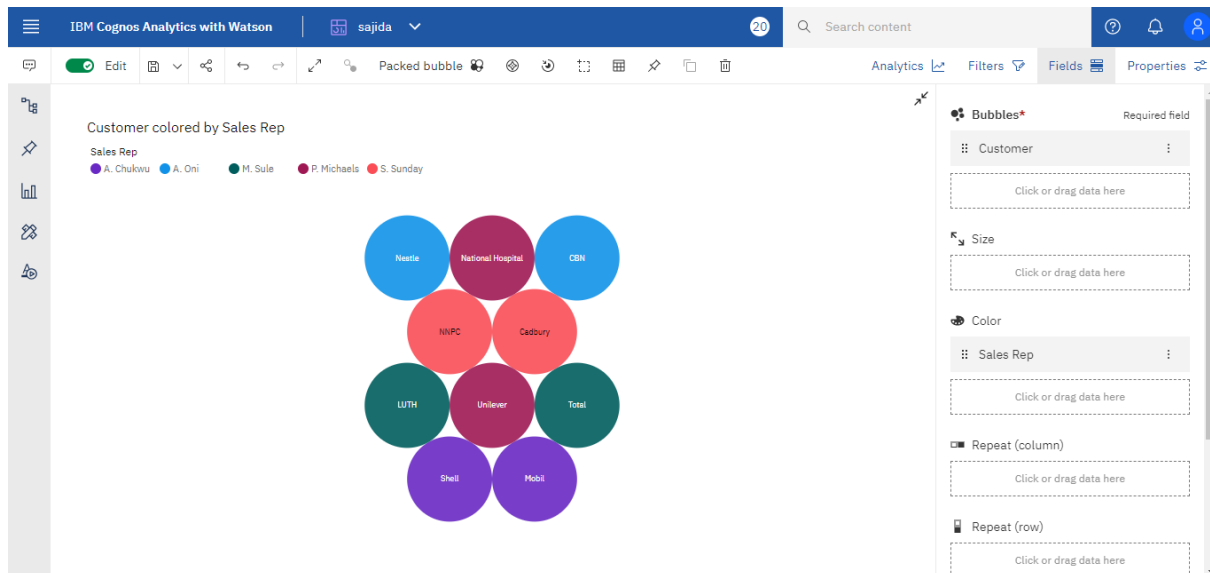 IBM Cognos Analytics with Watson
sajida
20
Search content
Edit
Packed bubble
Analytics
Filters
Fields
Properties
Customer colored by Sales Rep
Sales Rep
A. Chukwu A. Oni M. Sule P. Michaels S. Sunday
Nestle National Hospital CBN
NNPC Cadbury
LUTH Unilever Total
Shell Mobil
Bubbles* Required field
Customer
Click or drag data here
Size
Click or drag data here
Color
Sales Rep
Click or drag data here
Repeat (column)
Click or drag data here
Repeat (row)
Click or drag data here